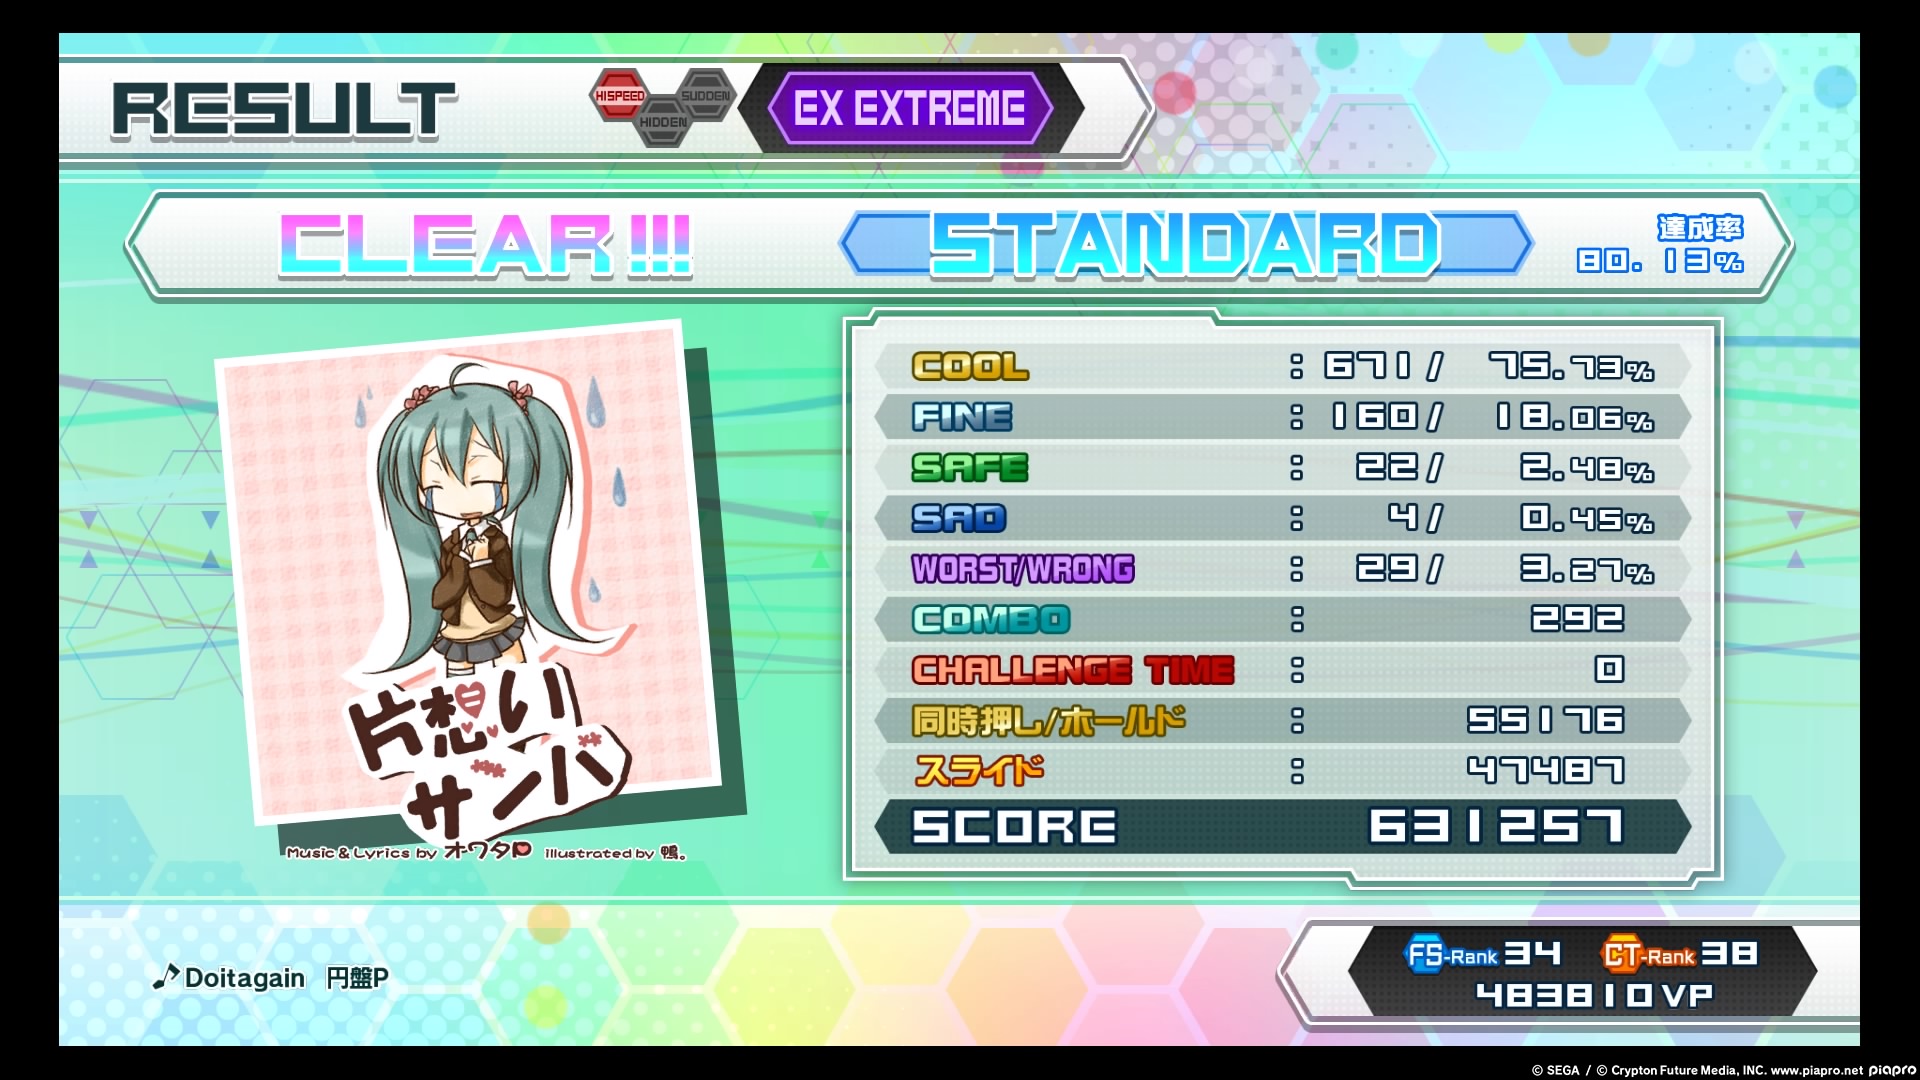 RESULT
HISPEED
HIDDEN
SUDDEN
EX EXTREME
CLEAR!!!
STANDARD
達成率
80.13%
COOL : 671 / 75.73%
FINE : 160 / 18.06%
SAFE : 22 / 2.48%
SAD : 4 / 0.45%
WORST/WRONG : 29 / 3.27%
COMBO : 292
CHALLENGE TIME : 0
同時押し/ホールド : 55176
スライド : 47487
SCORE 631257
片想い
サンバ
Music & Lyrics by オワタP Illustrated by 鴨。
Doitagain 円盤P
FS-Rank 34 CT-Rank 38
483810VP
© SEGA / © Crypton Future Media, INC. www.piapro.net piapro